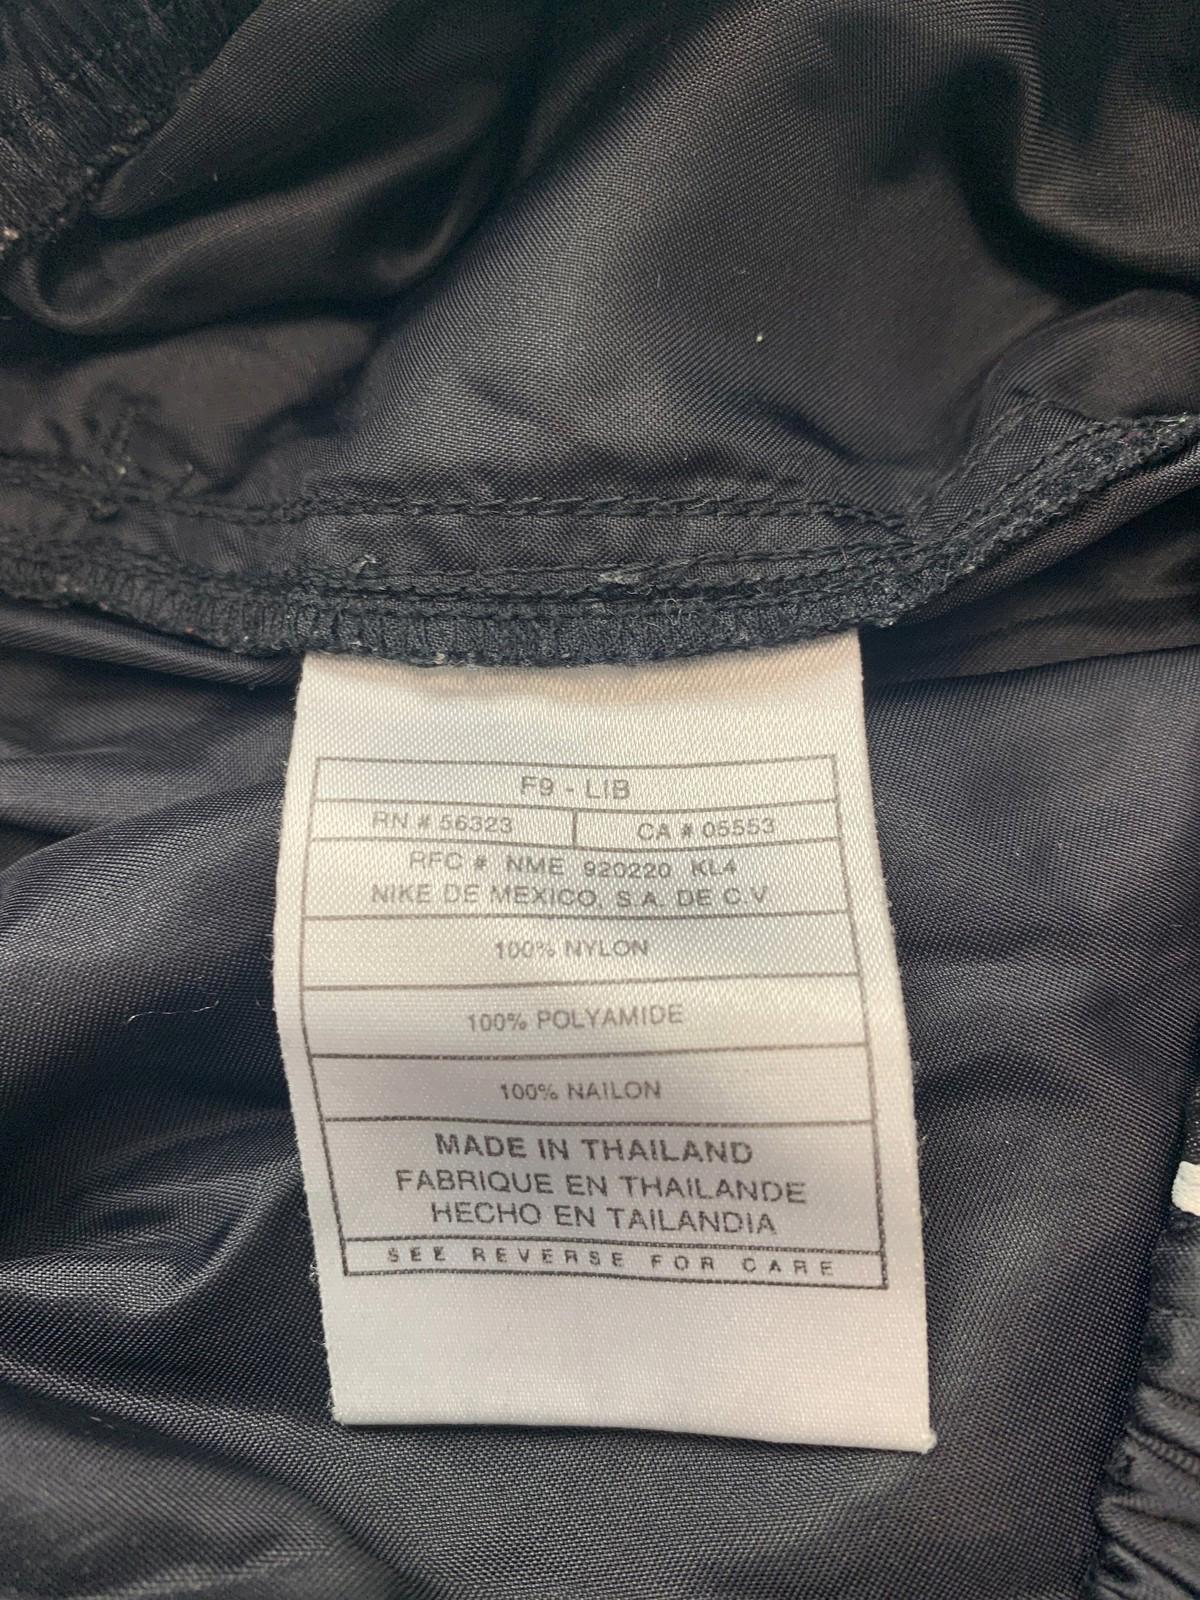 F9 - LIB
RN # 56323 CA # 05553
RFC # NME 920220 KL4
NIKE DE MEXICO, S.A. DE C.V.
100% NYLON
100% POLYAMIDE
100% NAILON
MADE IN THAILAND
FABRIQUE EN THAILANDE
HECHO EN TAILANDIA
SEE REVERSE FOR CARE